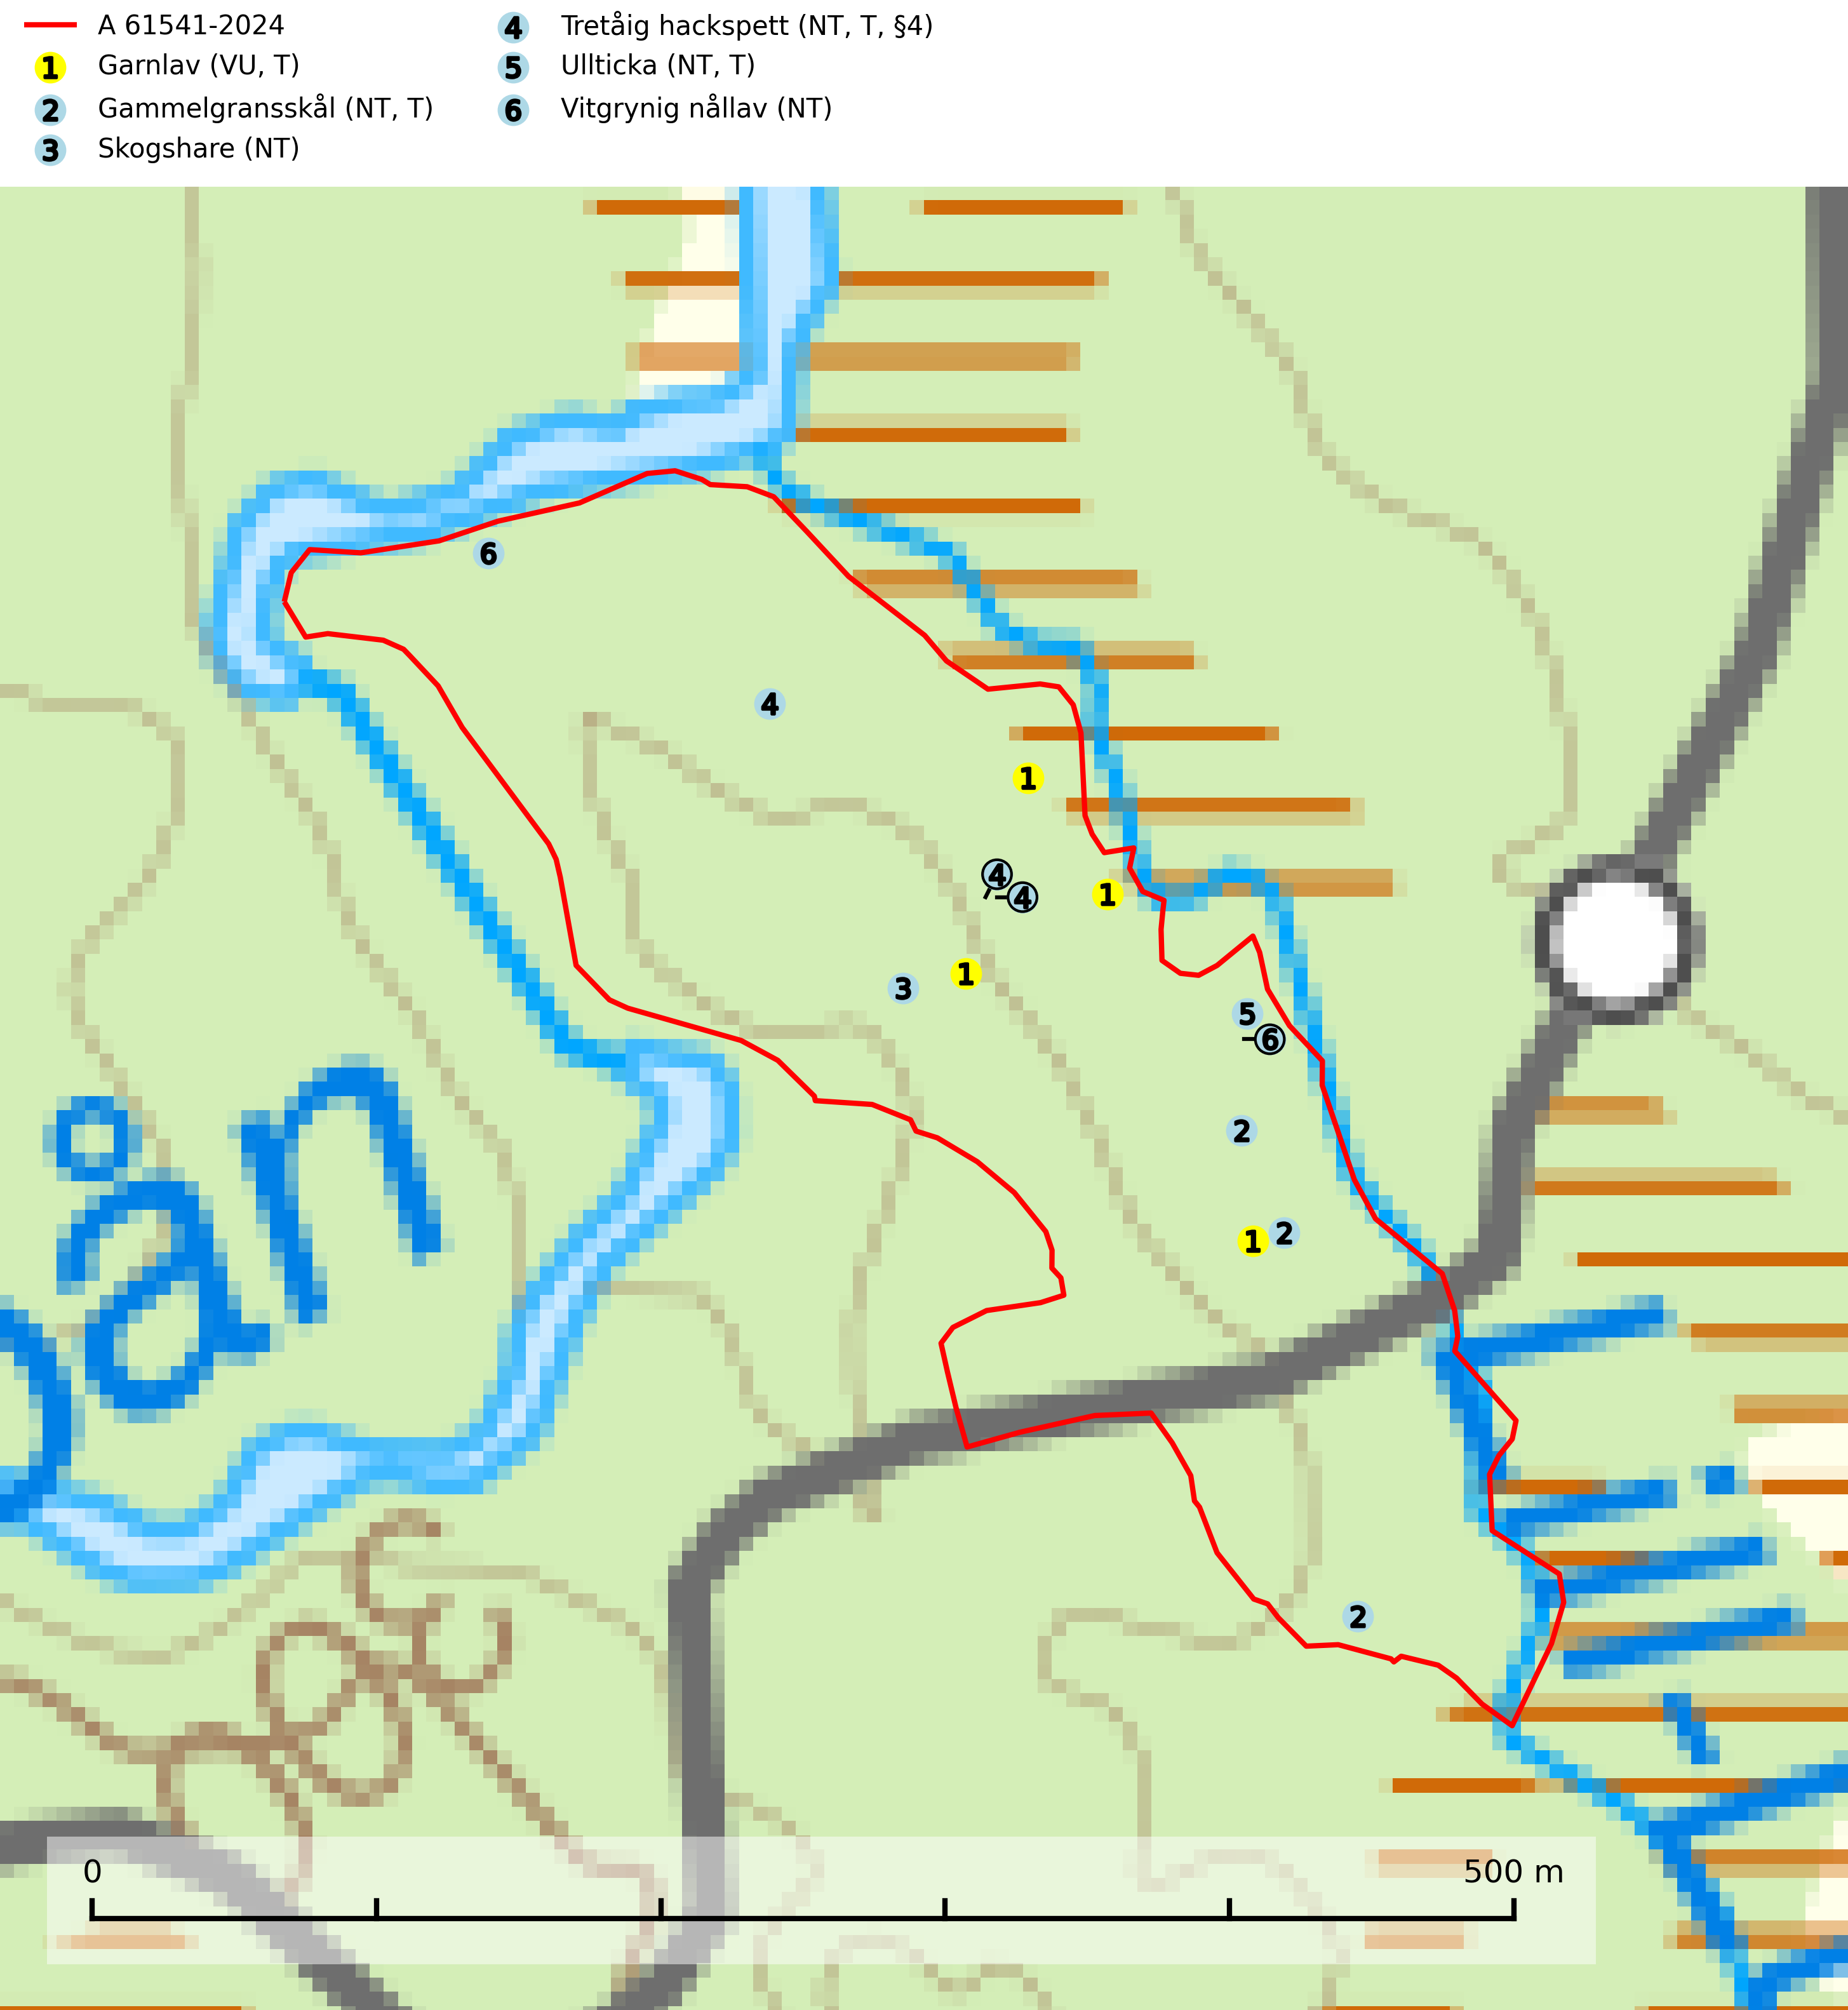 A 61541-2024
1 Garnlav (VU, T)
2 Gammelgransskål (NT, T)
3 Skogshare (NT)
4 Tretåig hackspett (NT, T, §4)
5 Ullticka (NT, T)
6 Vitgrynig nållav (NT)
6
4
1
4
4
1
1
3
5
6
2
1
2
ån
2
0
500 m